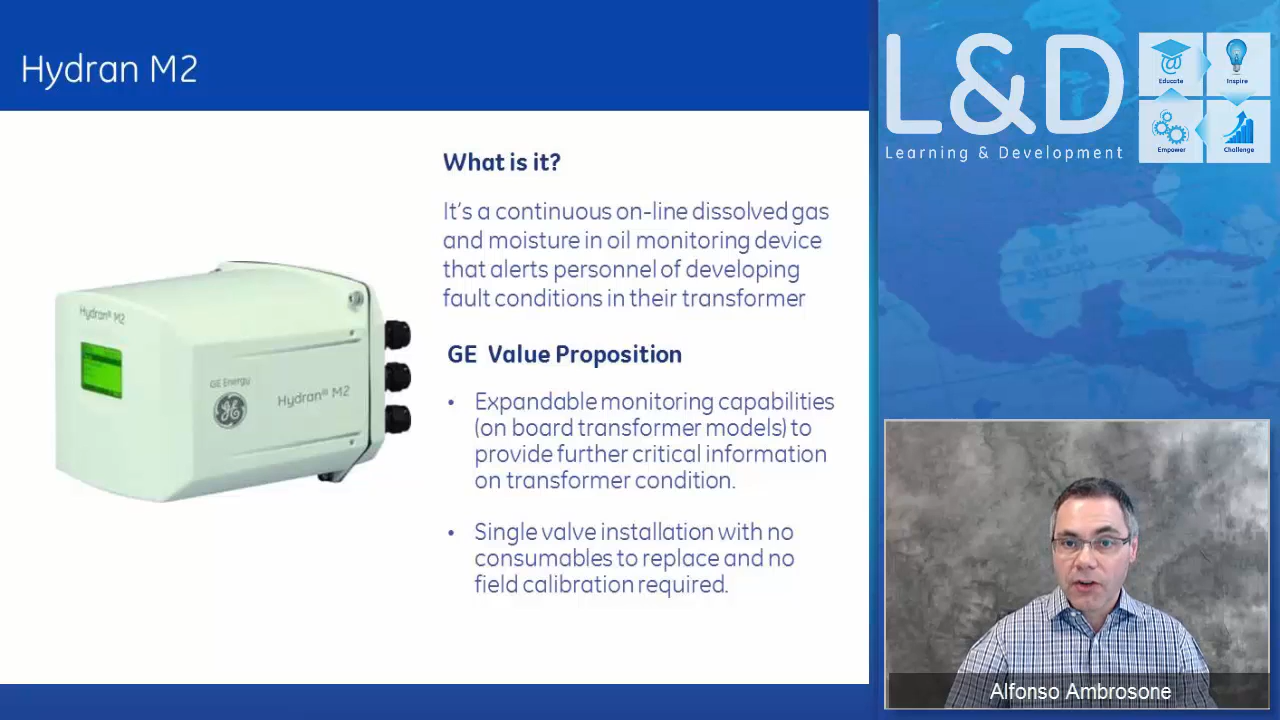 Hydran M2
What is it?
It's a continuous on-line dissolved gas
and moisture in oil monitoring device
that alerts personnel of developing
fault conditions in their transformer
GE Value Proposition
• Expandable monitoring capabilities
(on board transformer models) to
provide further critical information
on transformer condition.
• Single valve installation with no
consumables to replace and no
field calibration required.
Hydran® M2
GE Energy
Hydran® M2
L&D
Learning & Development
Educate
Inspire
Empower
Challenge
Alfonso Ambrosone